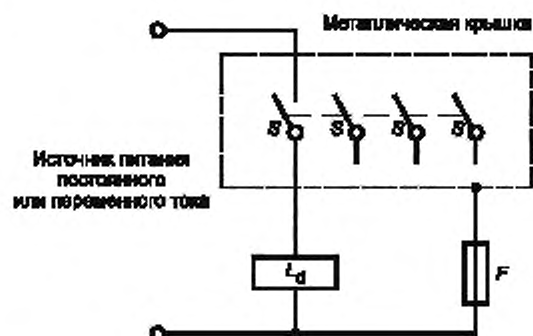 Металлическая крышка
S S S S
Источник питания
постоянного
или переменного тока
Ld
F